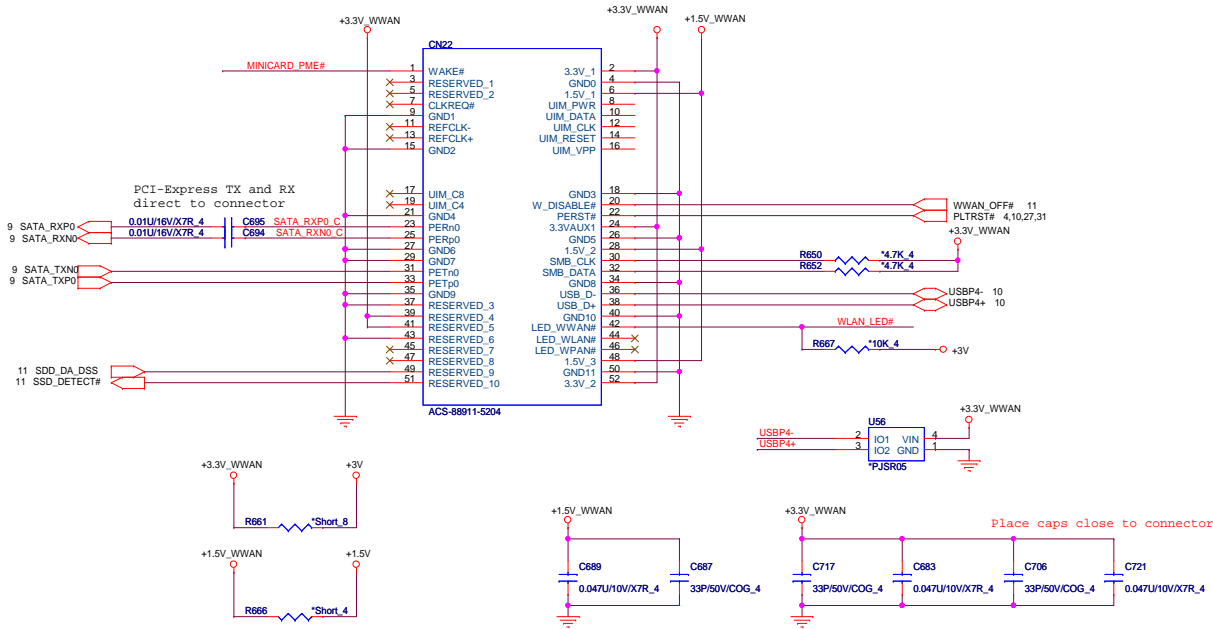 +3.3V_WWAN
+3.3V_WWAN
+1.5V_WWAN
CN22
MINICARD_PME#
1 WAKE#
3 RESERVED_1
5 RESERVED_2
7 CLKREQ#
9 GND1
11 REFCLK-
13 REFCLK+
15 GND2
17 UIM_C8
19 UIM_C4
21 GND4
23 PERn0
25 PERp0
27 GND6
29 GND7
31 PETn0
33 PETp0
35 GND9
37 RESERVED_3
39 RESERVED_4
41 RESERVED_5
43 RESERVED_6
45 RESERVED_7
47 RESERVED_8
49 RESERVED_9
51 RESERVED_10
3.3V_1 2
GND0 4
1.5V_1 6
UIM_PWR 8
UIM_DATA 10
UIM_CLK 12
UIM_RESET 14
UIM_VPP 16
GND3 18
W_DISABLE# 20
PERST# 22
3.3VAUX1 24
GND5 26
1.5V_2 28
SMB_CLK 30
SMB_DATA 32
GND8 34
USB_D- 36
USB_D+ 38
GND10 40
LED_WWAN# 42
LED_WLAN# 44
LED_WPAN# 46
1.5V_3 48
GND11 50
3.3V_2 52
ACS-88911-5204
PCI-Express TX and RX
direct to connector
9 SATA_RXP0 0.01U/16V/X7R_4 C695 SATA_RXP0_C
9 SATA_RXN0 0.01U/16V/X7R_4 C694 SATA_RXN0_C
9 SATA_TXN0
9 SATA_TXP0
11 SDD_DA_DSS
11 SSD_DETECT#
WWAN_OFF# 11
PLTRST# 4,10,27,31
+3.3V_WWAN
R650 *4.7K_4
R652 *4.7K_4
USBP4- 10
USBP4+ 10
WLAN_LED#
R667 *10K_4 +3V
+3.3V_WWAN
U56
USBP4- 2 IO1 VIN 4
USBP4+ 3 IO2 GND 1
*PJSR05
+3.3V_WWAN +3V
R661 *Short_8
+1.5V_WWAN +1.5V
R666 *Short_4
+1.5V_WWAN
C689 0.047U/10V/X7R_4
C687 33P/50V/COG_4
+3.3V_WWAN
Place caps close to connector
C717 33P/50V/COG_4
C683 0.047U/10V/X7R_4
C706 33P/50V/COG_4
C721 0.047U/10V/X7R_4